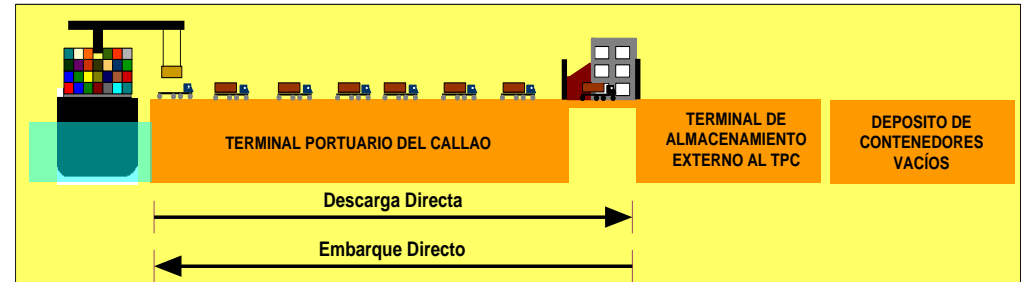 TERMINAL PORTUARIO DEL CALLAO
TERMINAL DE
ALMACENAMIENTO
EXTERNO AL TPC
DEPOSITO DE
CONTENEDORES
VACÍOS
Descarga Directa
Embarque Directo